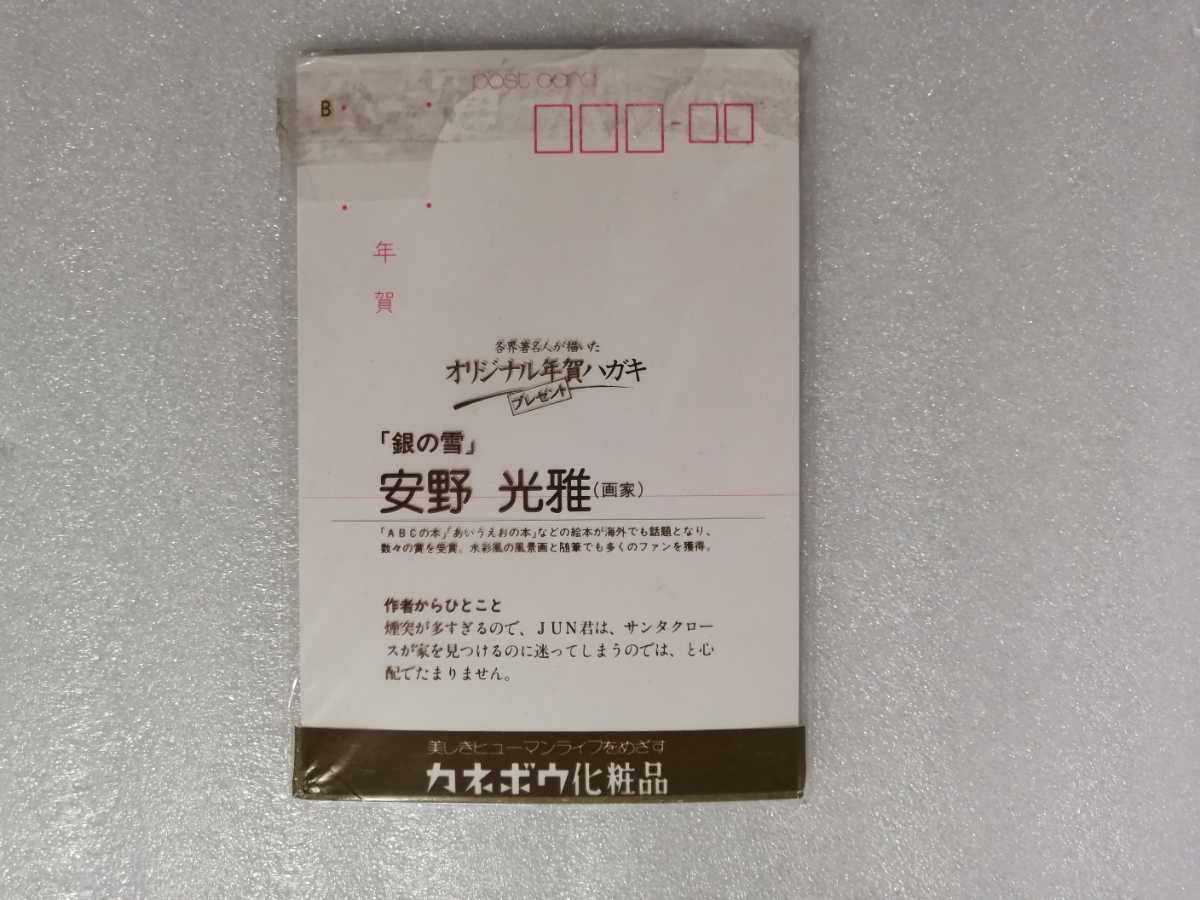 post card
B
年賀
各界著名人が描いた
オリジナル年賀ハガキ
プレゼント
「銀の雪」
安野 光雅(画家)
「ABCの本」「あいうえおの本」などの絵本が海外でも話題となり、
数々の賞を受賞。水彩風の風景画と随筆でも多くのファンを獲得。
作者からひとこと
煙突が多すぎるので、JUN君は、サンタクロー
スが家を見つけるのに迷ってしまうのでは、と心
配でたまりません。
美しきヒューマンライフをめざす
カネボウ化粧品